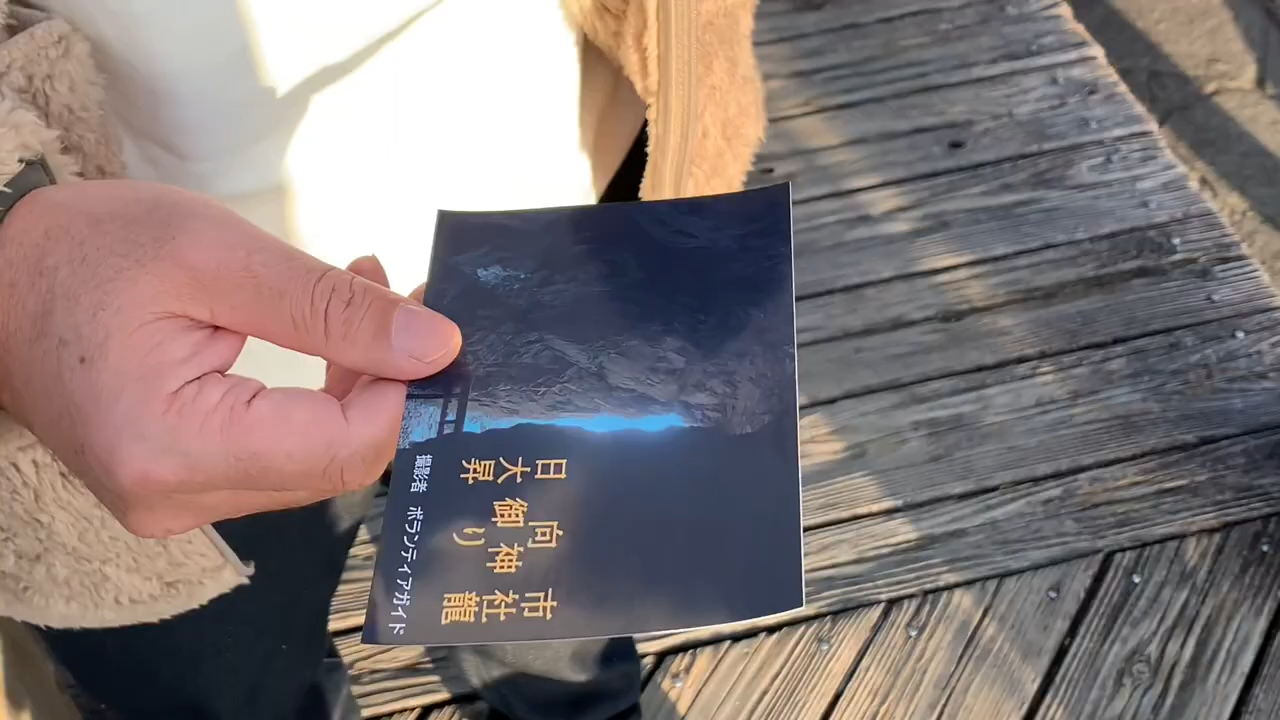 日向市
大御神社
昇り龍
撮影者 ボランティアガイド